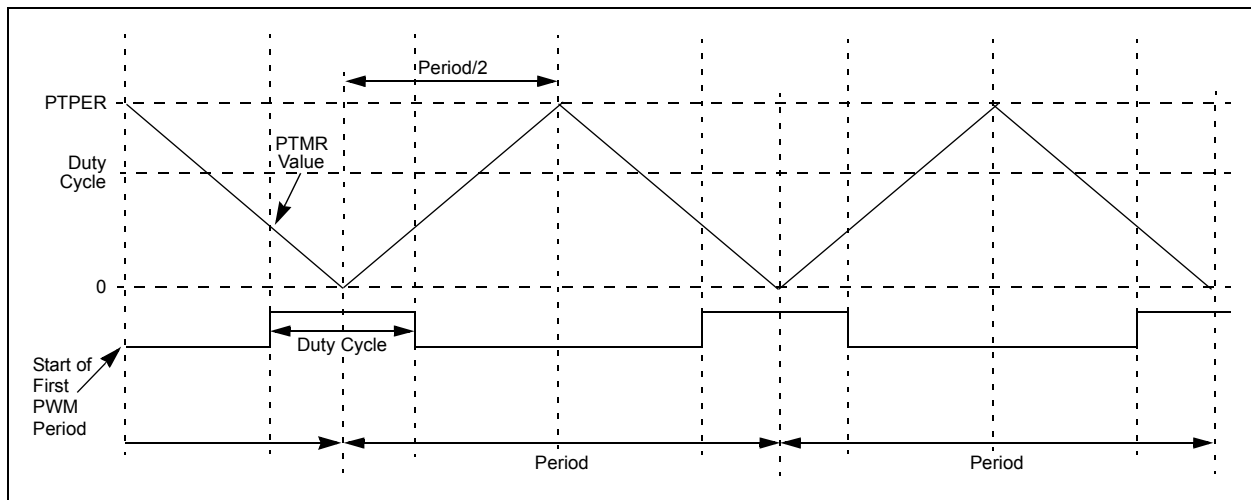 Period/2
PTPER
PTMR
Value
Duty
Cycle
0
Duty Cycle
Start of
First
PWM
Period
Period
Period